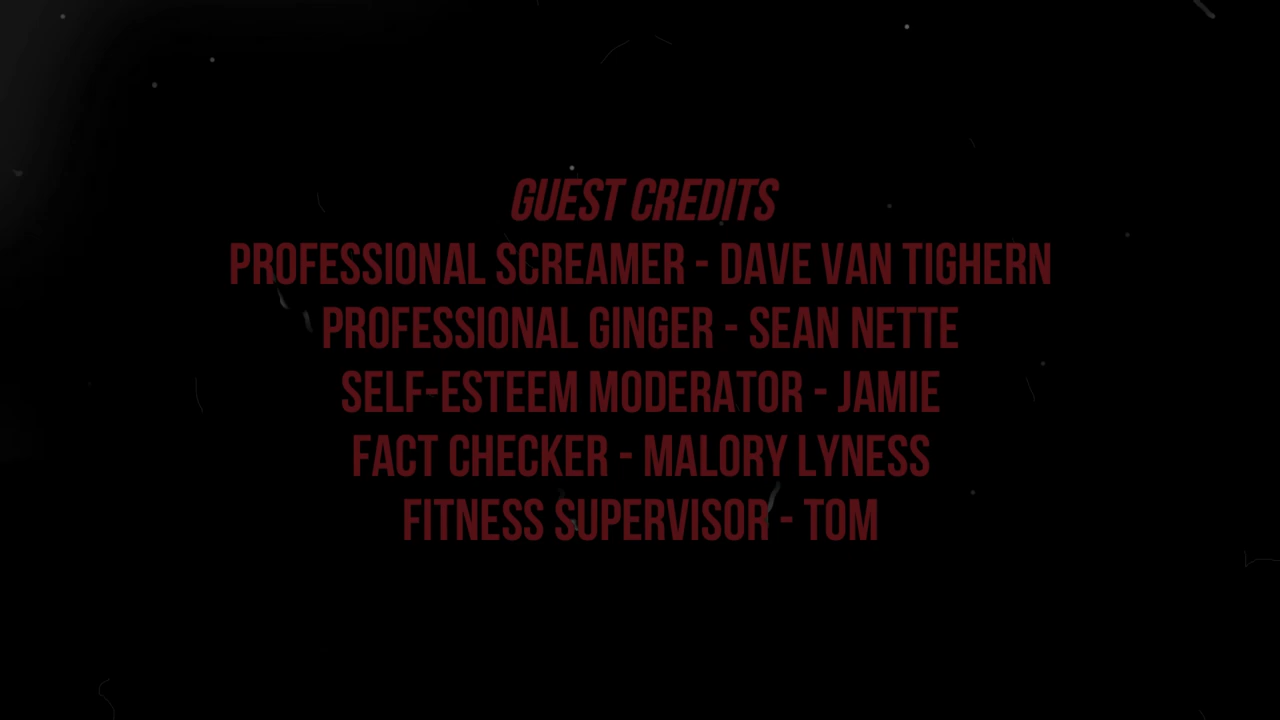 GUEST CREDITS
PROFESSIONAL SCREAMER - DAVE VAN TIGHERN
PROFESSIONAL GINGER - SEAN NETTE
SELF-ESTEEM MODERATOR - JAMIE
FACT CHECKER - MALORY LYNESS
FITNESS SUPERVISOR - TOM